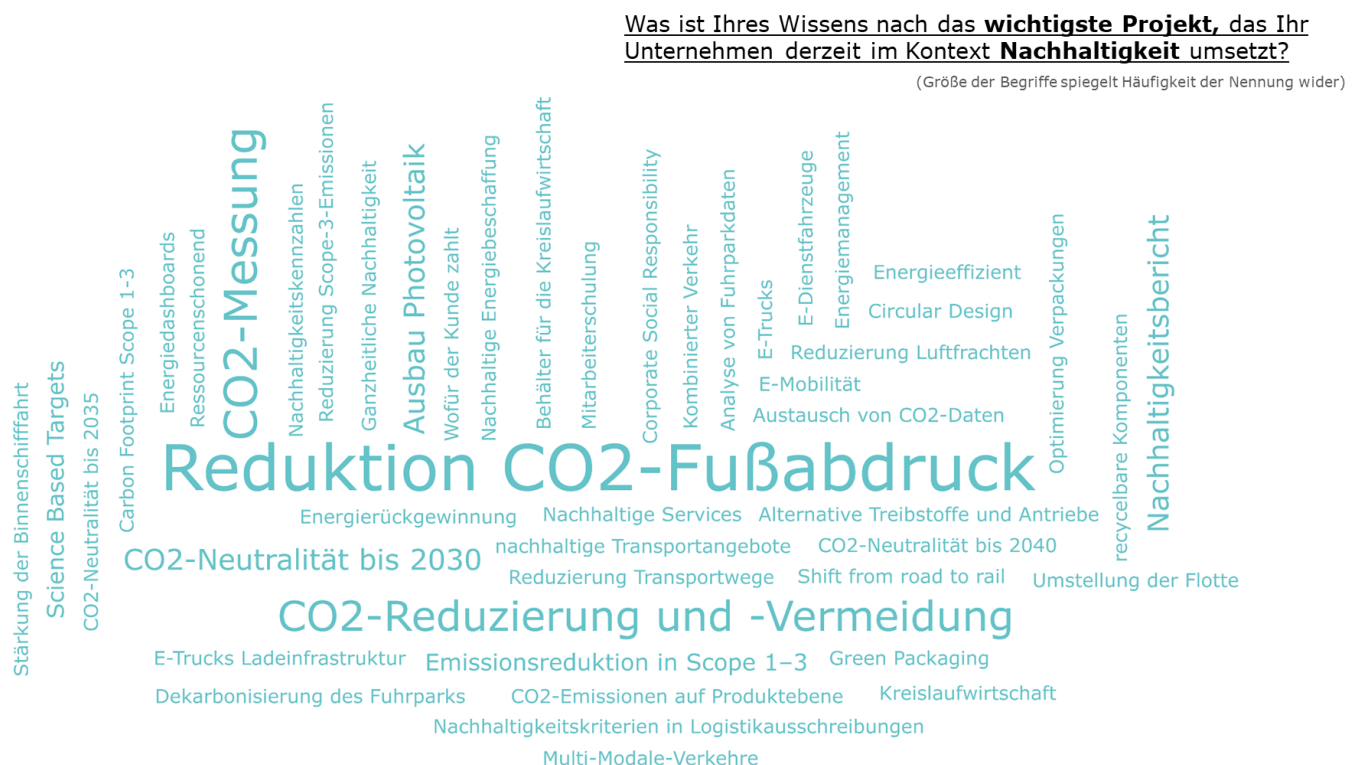 Was ist Ihres Wissens nach das wichtigste Projekt, das Ihr
Unternehmen derzeit im Kontext Nachhaltigkeit umsetzt?
(Größe der Begriffe spiegelt Häufigkeit der Nennung wider)
Stärkung der Binnenschifffahrt
Science Based Targets
CO2-Neutralität bis 2035
Carbon Footprint Scope 1-3
Energiedashboards
Ressourcenschonend
CO2-Messung
Nachhaltigkeitskennzahlen
Reduzierung Scope-3-Emissionen
Ganzheitliche Nachhaltigkeit
Ausbau Photovoltaik
Wofür der Kunde zahlt
Nachhaltige Energiebeschaffung
Behälter für die Kreislaufwirtschaft
Mitarbeiterschulung
Corporate Social Responsibility
Kombinierter Verkehr
Analyse von Fuhrparkdaten
E-Trucks
E-Dienstfahrzeuge
Energiemanagement
Energieeffizient
Circular Design
Reduzierung Luftfrachten
E-Mobilität
Austausch von CO2-Daten
Optimierung Verpackungen
recycelbare Komponenten
Nachhaltigkeitsbericht
Reduktion CO2-Fußabdruck
Energierückgewinnung
Nachhaltige Services
Alternative Treibstoffe und Antriebe
CO2-Neutralität bis 2030
nachhaltige Transportangebote
CO2-Neutralität bis 2040
Reduzierung Transportwege
Shift from road to rail
Umstellung der Flotte
CO2-Reduzierung und -Vermeidung
E-Trucks Ladeinfrastruktur
Emissionsreduktion in Scope 1–3
Green Packaging
Dekarbonisierung des Fuhrparks
CO2-Emissionen auf Produktebene
Kreislaufwirtschaft
Nachhaltigkeitskriterien in Logistikausschreibungen
Multi-Modale-Verkehre